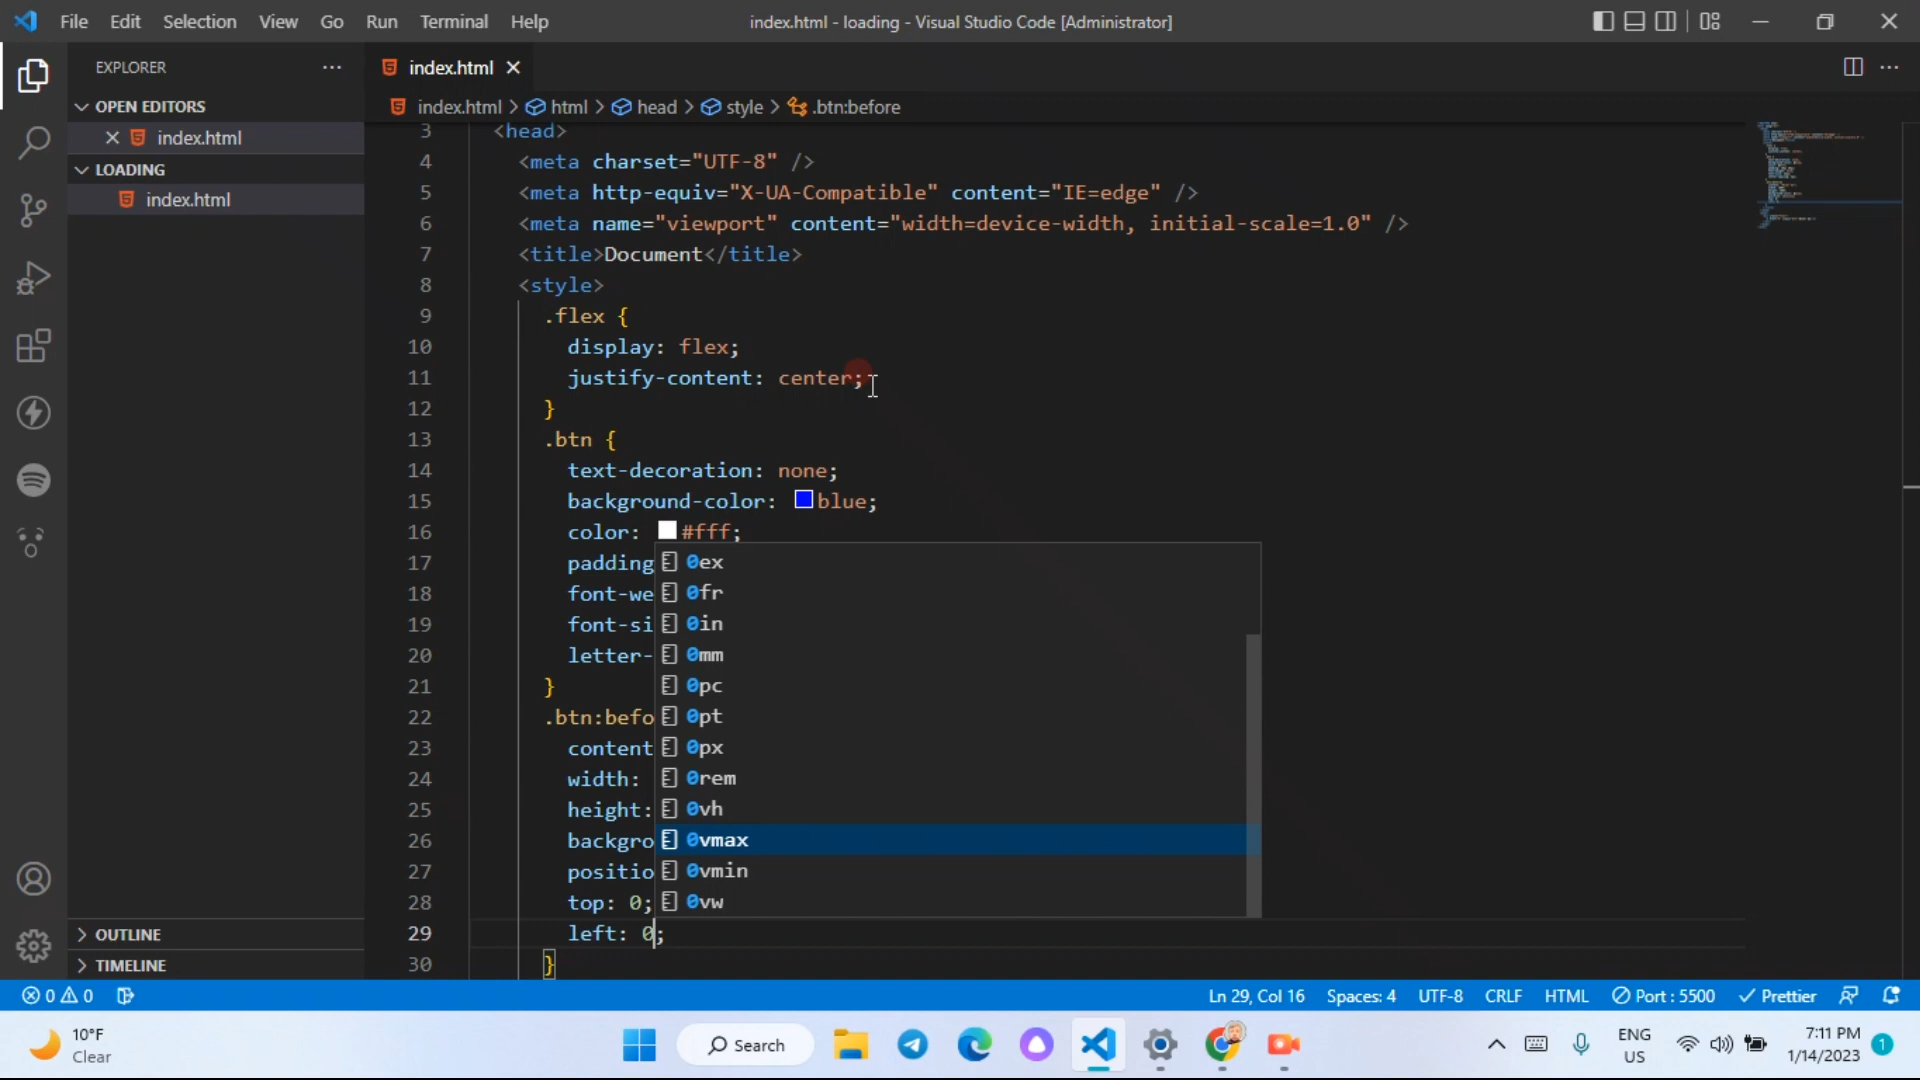 File Edit Selection View Go Run Terminal Help
index.html - loading - Visual Studio Code [Administrator]
EXPLORER
index.html
OPEN EDITORS
index.html
LOADING
index.html
OUTLINE
TIMELINE
index.html > html > head > style > .btn:before
3 <head>
4 <meta charset="UTF-8" />
5 <meta http-equiv="X-UA-Compatible" content="IE=edge" />
6 <meta name="viewport" content="width=device-width, initial-scale=1.0" />
7 <title>Document</title>
8 <style>
9 .flex {
10 display: flex;
11 justify-content: center;
12 }
13 .btn {
14 text-decoration: none;
15 background-color: blue;
16 color: #fff;
17 padding
18 font-we
19 font-si
20 letter-
21 }
22 .btn:befo
23 content
24 width:
25 height:
26 backgro
27 positio
28 top: 0;
29 left: 0;
30 }
0ex
0fr
0in
0mm
0pc
0pt
0px
0rem
0vh
0vmax
0vmin
0vw
0 0
Ln 29, Col 16 Spaces: 4 UTF-8 CRLF HTML Port : 5500 Prettier
10°F
Clear
Search
ENG
US
7:11 PM
1/14/2023
1